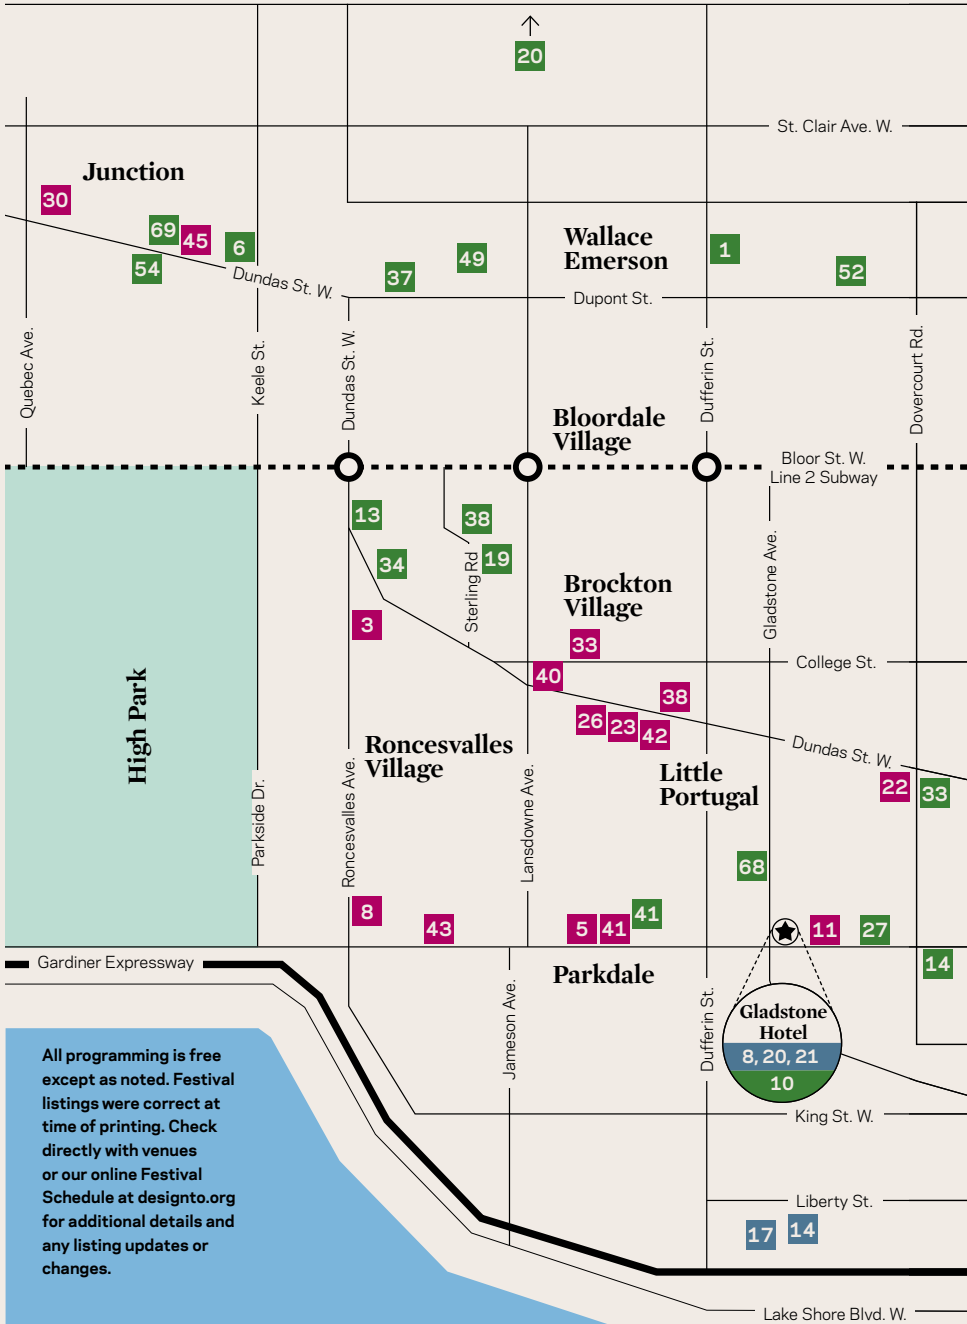 20
St. Clair Ave. W.
Junction
30
69
45
6
54
Dundas St. W.
37
49
Wallace
Emerson
1
52
Dupont St.
Quebec Ave.
Keele St.
Dundas St. W.
Dufferin St.
Dovercourt Rd.
Bloordale
Village
Bloor St. W.
Line 2 Subway
13
34
38
19
Sterling Rd
3
Brockton
Village
Gladstone Ave.
33
College St.
40
38
26
23
42
High Park
Roncesvalles
Village
Little
Portugal
Dundas St. W.
22
33
Parkside Dr.
Roncesvalles Ave.
Lansdowne Ave.
68
8
43
5
41
41
11
27
14
Gardiner Expressway
Parkdale
Jameson Ave.
Dufferin St.
Gladstone
Hotel
8, 20, 21
10
King St. W.
Liberty St.
17
14
Lake Shore Blvd. W.
All programming is free
except as noted. Festival
listings were correct at
time of printing. Check
directly with venues
or our online Festival
Schedule at designto.org
for additional details and
any listing updates or
changes.